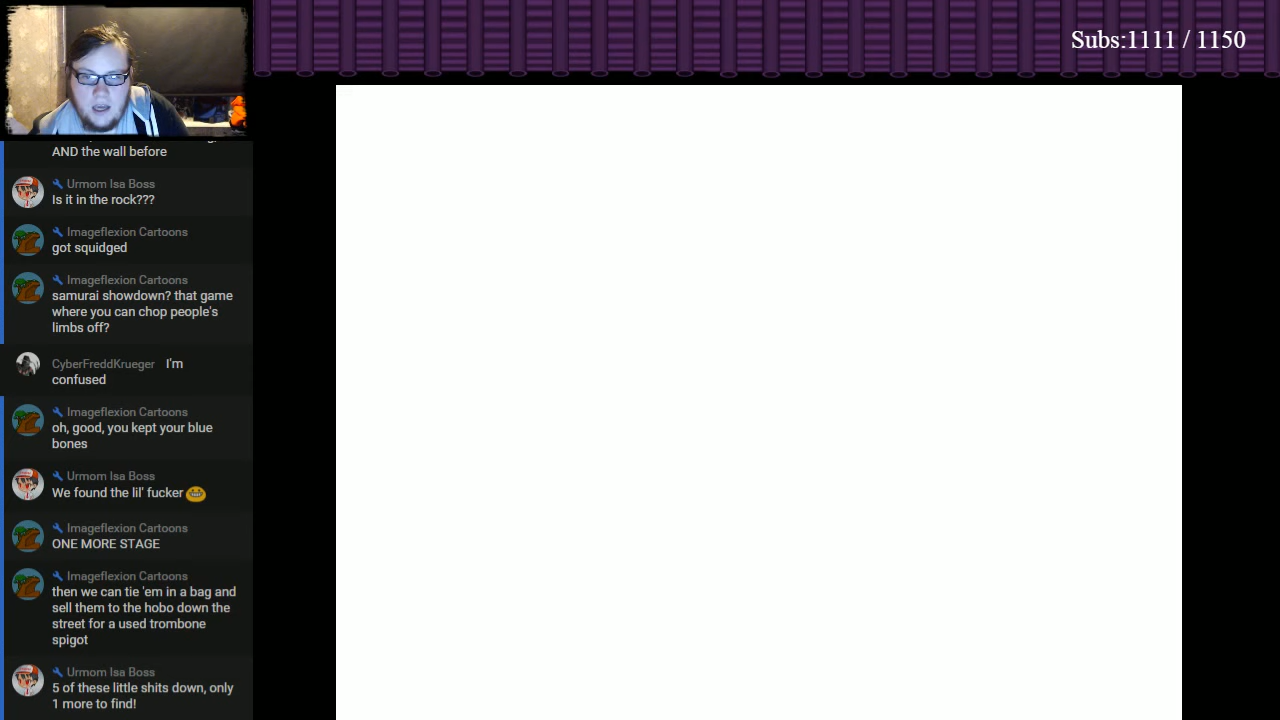 Subs:1111 / 1150
AND the wall before
Urmom Isa Boss
Is it in the rock???
Imageflexion Cartoons
got squidged
Imageflexion Cartoons
samurai showdown? that game
where you can chop people's
limbs off?
CyberFreddKrueger I'm
confused
Imageflexion Cartoons
oh, good, you kept your blue
bones
Urmom Isa Boss
We found the lil' fucker
Imageflexion Cartoons
ONE MORE STAGE
Imageflexion Cartoons
then we can tie 'em in a bag and
sell them to the hobo down the
street for a used trombone
spigot
Urmom Isa Boss
5 of these little shits down, only
1 more to find!